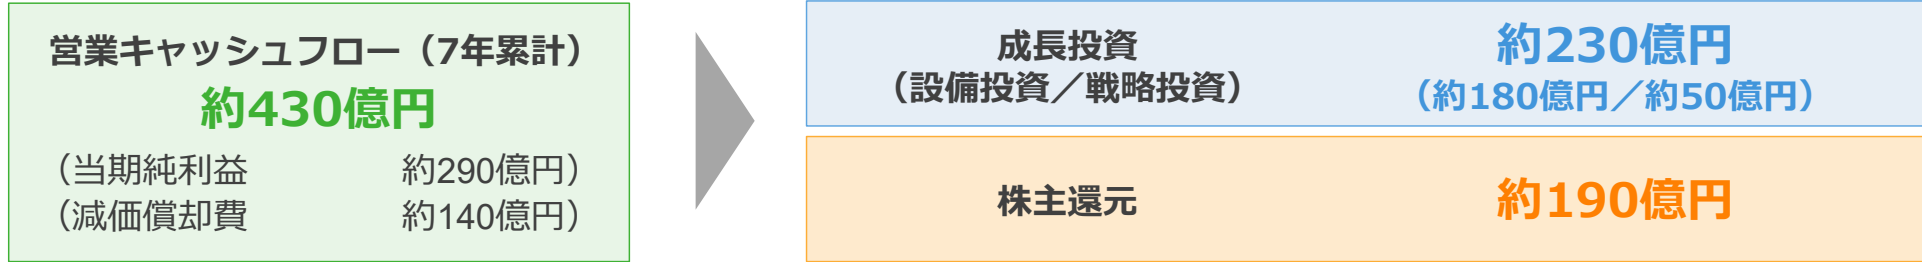 営業キャッシュフロー（7年累計）
約430億円
（当期純利益 約290億円）
（減価償却費 約140億円）
成長投資
（設備投資／戦略投資）
約230億円
（約180億円／約50億円）
株主還元
約190億円